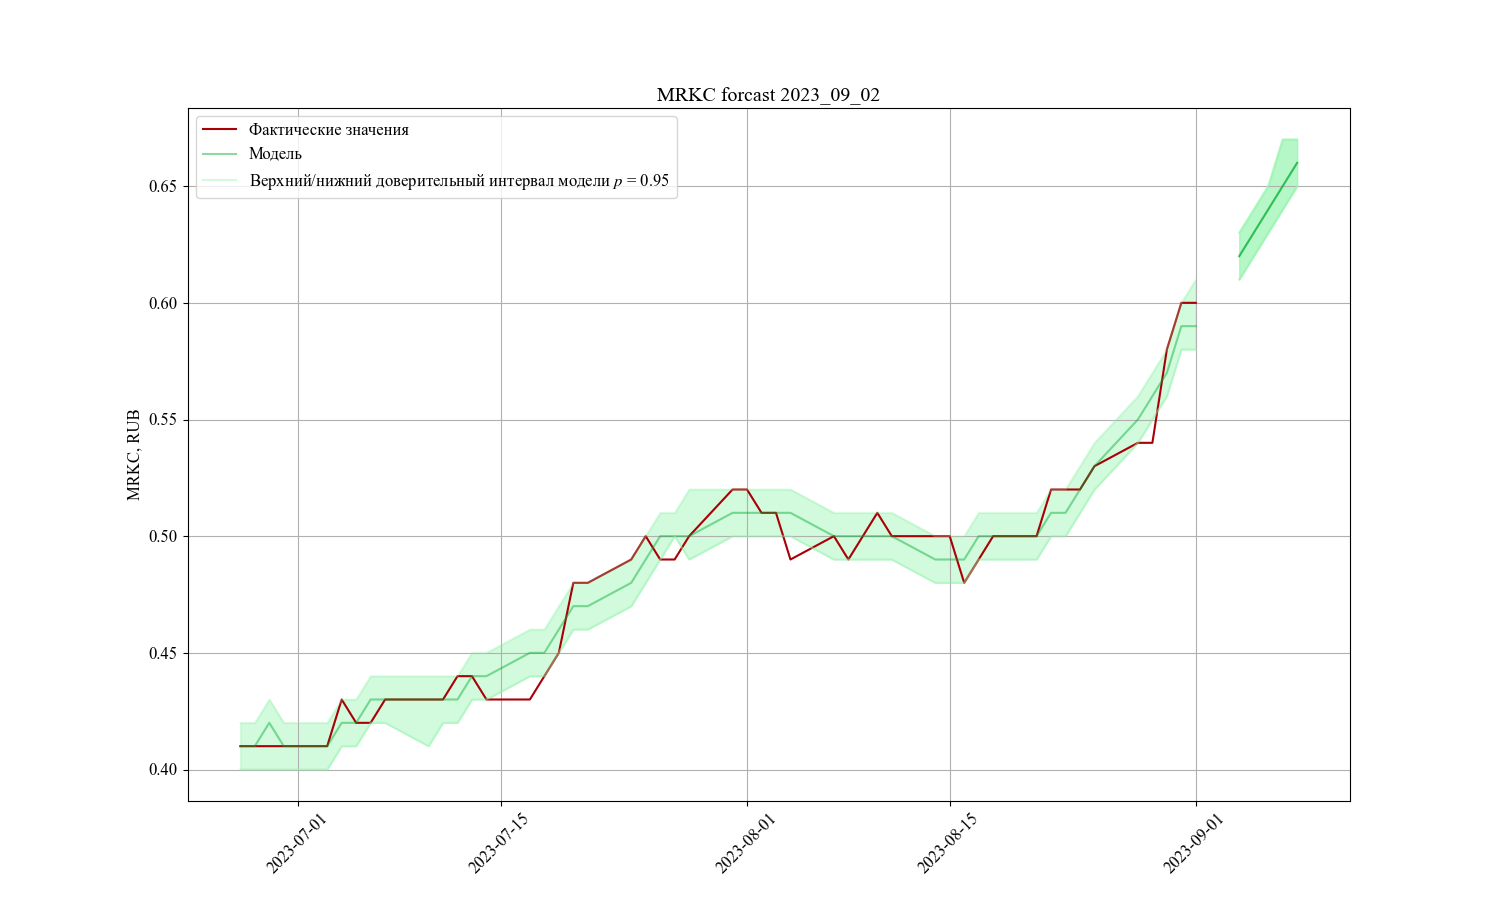 MRKC forcast 2023_09_02
Фактические значения
Модель
Верхний/нижний доверительный интервал модели p = 0.95
MRKC, RUB
0.65
0.60
0.55
0.50
0.45
0.40
2023-07-01
2023-07-15
2023-08-01
2023-08-15
2023-09-01